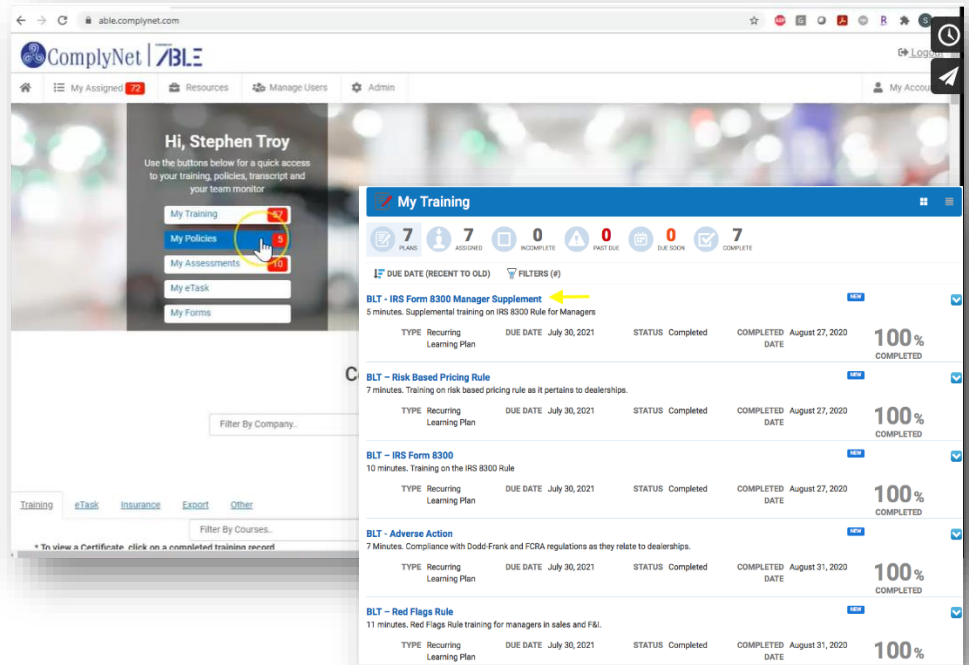 able.complynet.com
ComplyNet | ABLE
Logout
My Assigned 72
Resources
Manage Users
Admin
My Accou
Hi, Stephen Troy
Use the buttons below for a quick access
to your training, policies, transcript and
your team monitor
My Training 57
My Policies 5
My Assessments 10
My eTask
My Forms
C
Filter By Company..
Training eTask Insurance Export Other
Filter By Courses..
* To view a Certificate, click on a completed training record
My Training
7 PLANS
7 ASSIGNED
0 INCOMPLETE
0 PAST DUE
0 DUE SOON
7 COMPLETE
DUE DATE (RECENT TO OLD) FILTERS (#)
BLT - IRS Form 8300 Manager Supplement NEW
5 minutes. Supplemental training on IRS 8300 Rule for Managers
TYPE Recurring DUE DATE July 30, 2021 STATUS Completed COMPLETED August 27, 2020
Learning Plan DATE 100%
COMPLETED
BLT – Risk Based Pricing Rule NEW
7 minutes. Training on risk based pricing rule as it pertains to dealerships.
TYPE Recurring DUE DATE July 30, 2021 STATUS Completed COMPLETED August 27, 2020
Learning Plan DATE 100%
COMPLETED
BLT – IRS Form 8300 NEW
10 minutes. Training on the IRS 8300 Rule
TYPE Recurring DUE DATE July 30, 2021 STATUS Completed COMPLETED August 27, 2020
Learning Plan DATE 100%
COMPLETED
BLT - Adverse Action NEW
7 Minutes. Compliance with Dodd-Frank and FCRA regulations as they relate to dealerships.
TYPE Recurring DUE DATE July 30, 2021 STATUS Completed COMPLETED August 31, 2020
Learning Plan DATE 100%
COMPLETED
BLT – Red Flags Rule NEW
11 minutes. Red Flags Rule training for managers in sales and F&I.
TYPE Recurring DUE DATE July 30, 2021 STATUS Completed COMPLETED August 31, 2020
Learning Plan DATE 100%